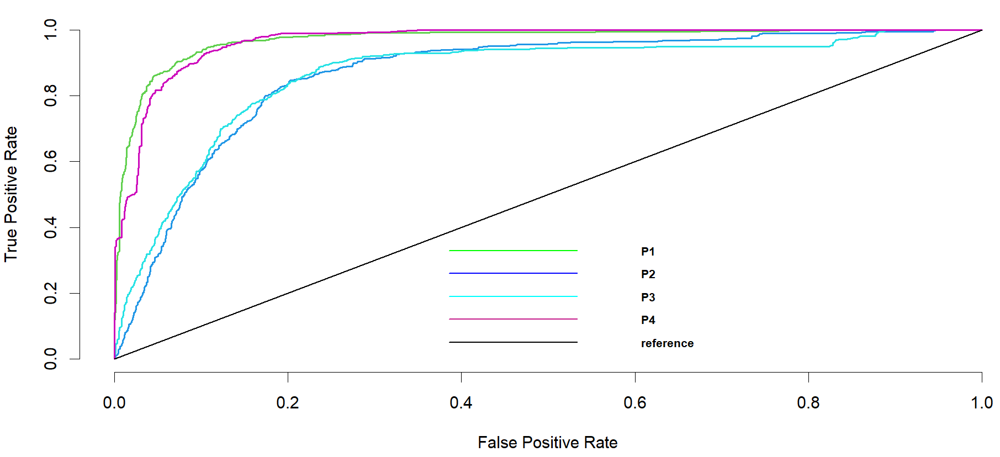 True Positive Rate
1.0
0.8
0.6
0.4
0.2
0.0
P1
P2
P3
P4
reference
0.0 0.2 0.4 0.6 0.8 1.0
False Positive Rate